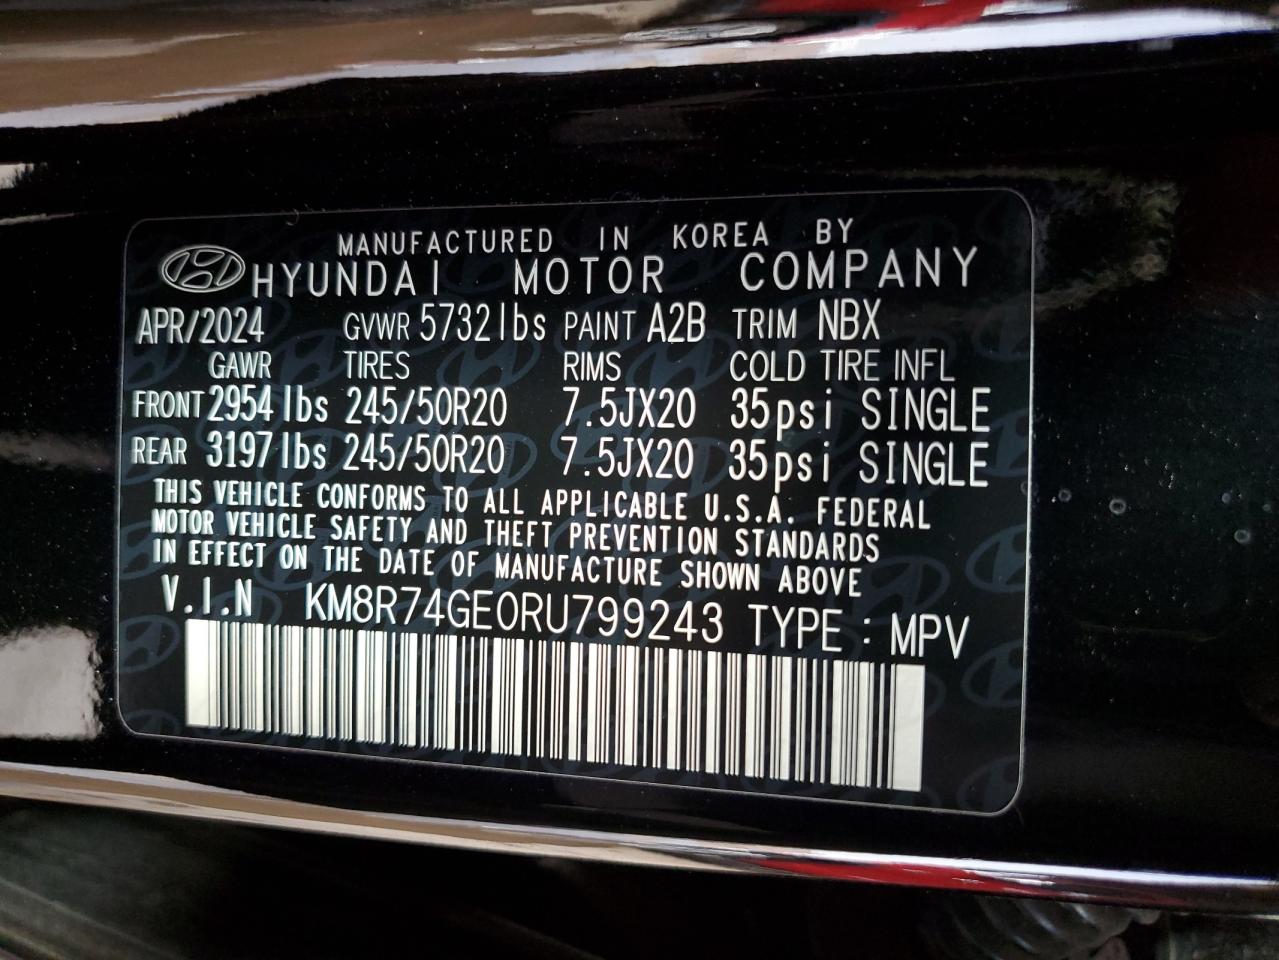 MANUFACTURED IN KOREA BY
HYUNDAI MOTOR COMPANY
APR/2024 GVWR 5732lbs PAINT A2B TRIM NBX
GAWR TIRES RIMS COLD TIRE INFL
FRONT 2954lbs 245/50R20 7.5JX20 35psi SINGLE
REAR 3197lbs 245/50R20 7.5JX20 35psi SINGLE
THIS VEHICLE CONFORMS TO ALL APPLICABLE U.S.A. FEDERAL
MOTOR VEHICLE SAFETY AND THEFT PREVENTION STANDARDS
IN EFFECT ON THE DATE OF MANUFACTURE SHOWN ABOVE
V.I.N KM8R74GE0RU799243 TYPE : MPV